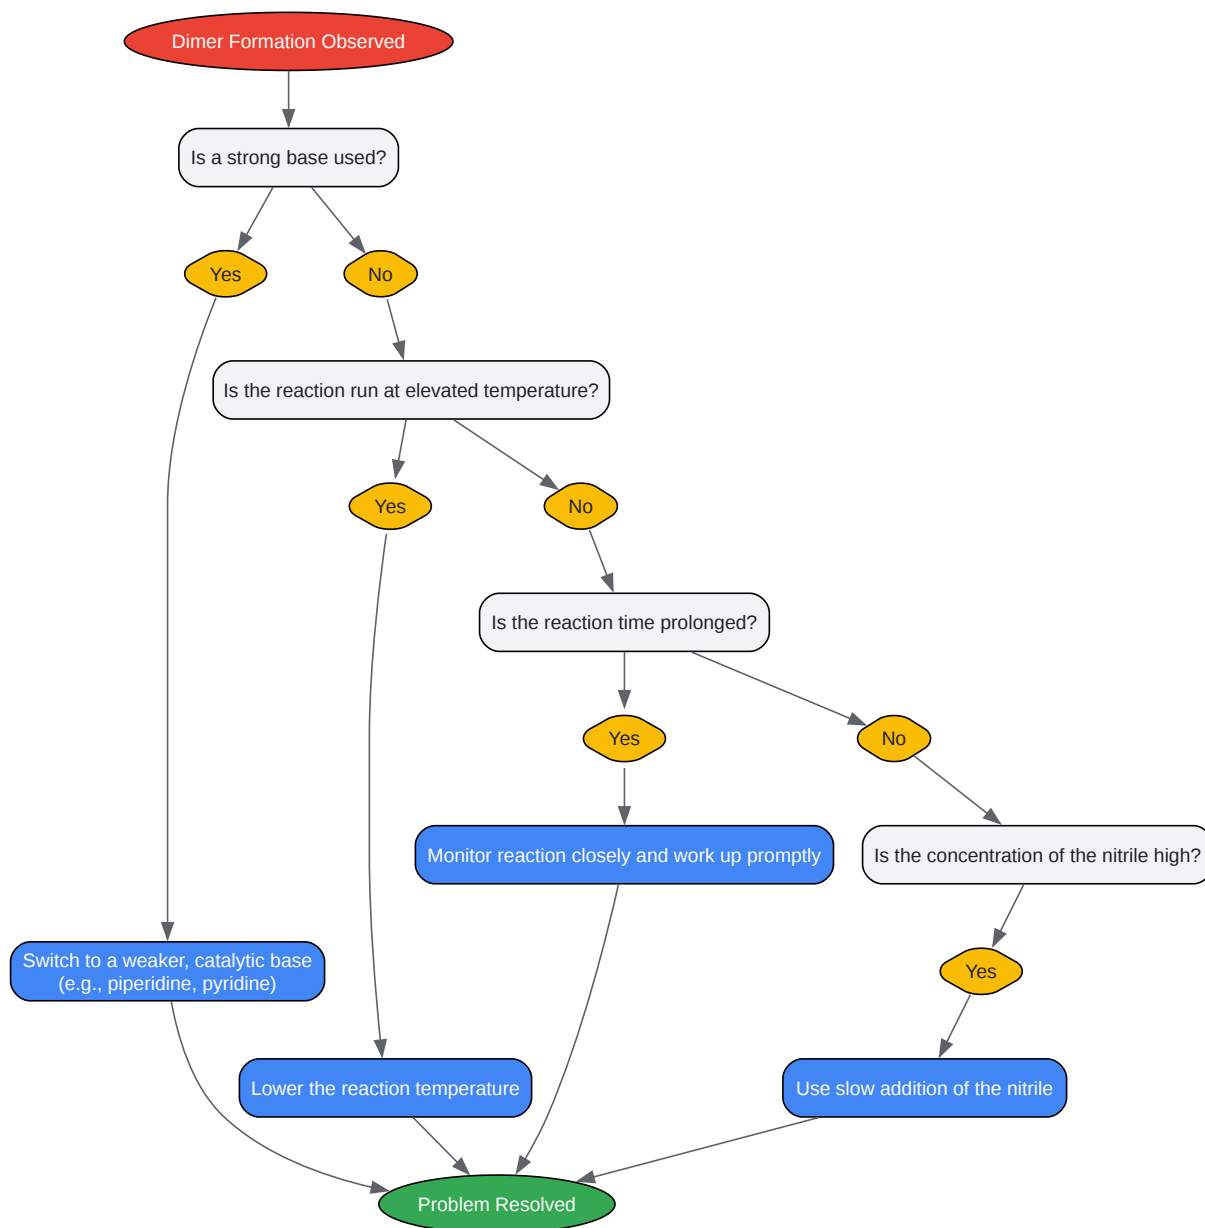 Dimer Formation Observed
Is a strong base used?
Yes
No
Is the reaction run at elevated temperature?
Yes
No
Is the reaction time prolonged?
Yes
No
Monitor reaction closely and work up promptly
Is the concentration of the nitrile high?
Switch to a weaker, catalytic base
(e.g., piperidine, pyridine)
Yes
Lower the reaction temperature
Use slow addition of the nitrile
Problem Resolved